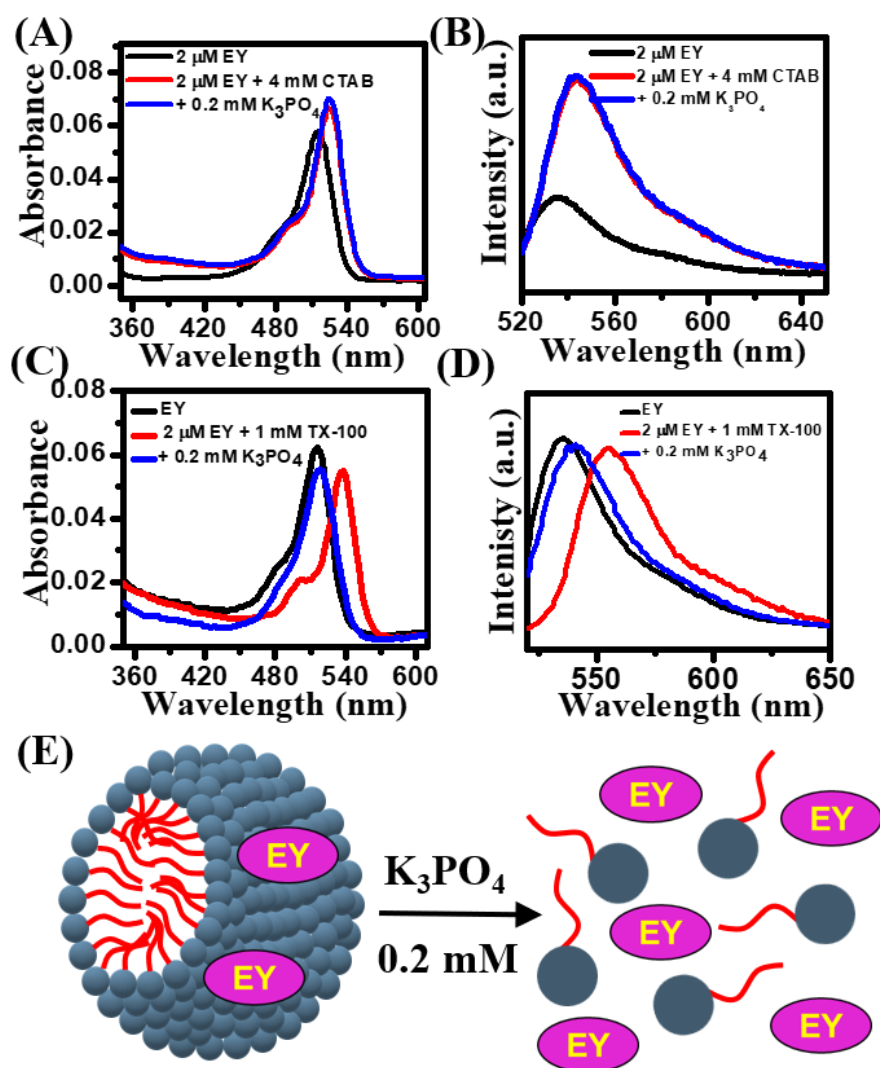 (A)
2 μM EY
2 μM EY + 4 mM CTAB
+ 0.2 mM K₃PO₄
0.08
0.06
0.04
0.02
0.00
Absorbance
360 420 480 540 600
Wavelength (nm)
(B)
2 μM EY
2 μM EY + 4 mM CTAB
+ 0.2 mM K₃PO₄
Intensity (a.u.)
520 560 600 640
Wavelength (nm)
(C)
EY
2 μM EY + 1 mM TX-100
+ 0.2 mM K₃PO₄
0.08
0.06
0.04
0.02
0.00
Absorbance
360 420 480 540 600
Wavelength (nm)
(D)
EY
2 μM EY + 1 mM TX-100
+ 0.2 mM K₃PO₄
Intenisty (a.u.)
550 600 650
Wavelength (nm)
(E)
EY
EY
K₃PO₄
0.2 mM
EY
EY
EY
EY
EY